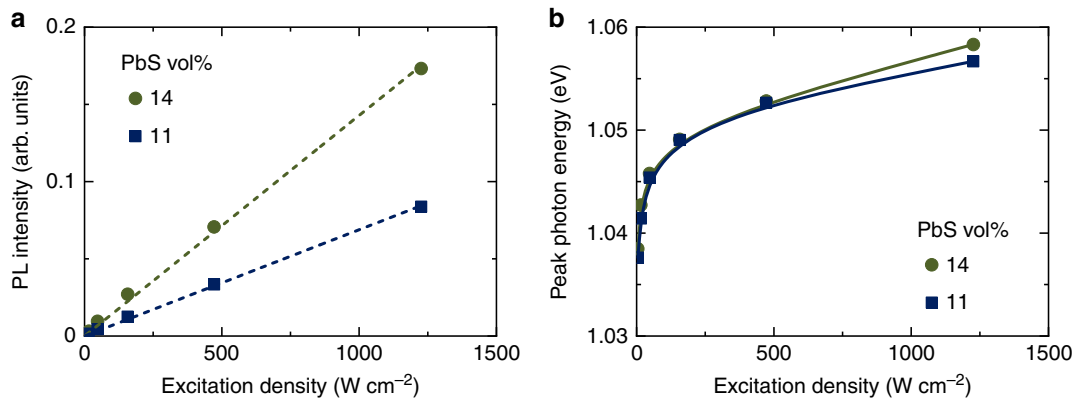 a
PL intensity (arb. units)
0.2
0.1
0
PbS vol%
14
11
0
500
1000
1500
Excitation density (W cm⁻²)
b
Peak photon energy (eV)
1.06
1.05
1.04
1.03
PbS vol%
14
11
0
500
1000
1500
Excitation density (W cm⁻²)